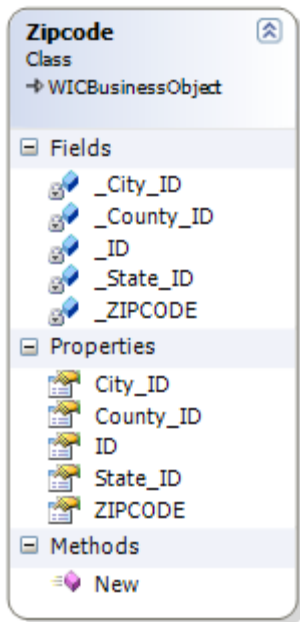 Zipcode
Class
WICBusinessObject
Fields
_City_ID
_County_ID
_ID
_State_ID
_ZIPCODE
Properties
City_ID
County_ID
ID
State_ID
ZIPCODE
Methods
New